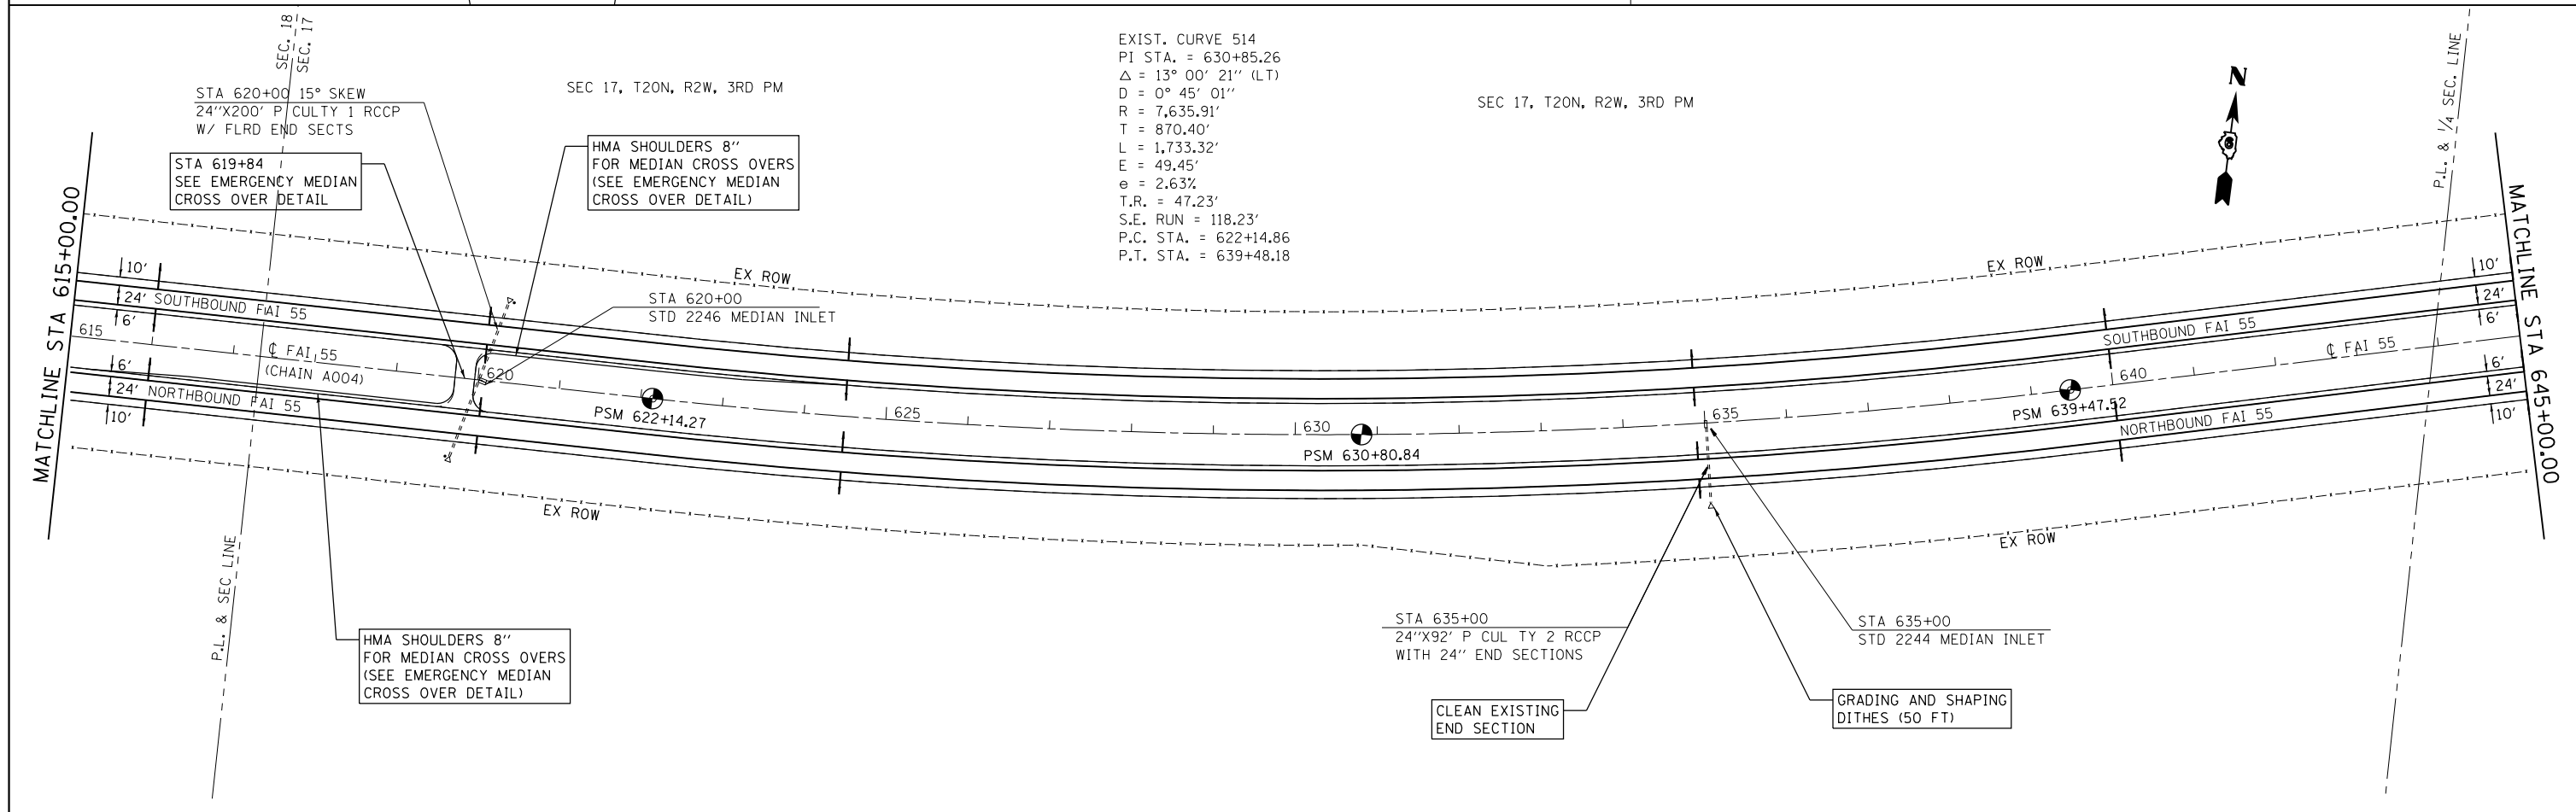 SEC. 18
SEC. 17
STA 620+00 15° SKEW
24"X200' P CULTY 1 RCCP
W/ FLRD END SECTS
SEC 17, T20N, R2W, 3RD PM
EXIST. CURVE 514
PI STA. = 630+85.26
△ = 13° 00' 21" (LT)
D = 0° 45' 01"
R = 7,635.91'
T = 870.40'
L = 1,733.32'
E = 49.45'
e = 2.63%
T.R. = 47.23'
S.E. RUN = 118.23'
P.C. STA. = 622+14.86
P.T. STA. = 639+48.18
SEC 17, T20N, R2W, 3RD PM
N
6
P.L. & 1/4 SEC. LINE
STA 619+84
SEE EMERGENCY MEDIAN
CROSS OVER DETAIL
HMA SHOULDERS 8"
FOR MEDIAN CROSS OVERS
(SEE EMERGENCY MEDIAN
CROSS OVER DETAIL)
MATCHLINE STA 615+00.00
MATCHLINE STA 645+00.00
EX ROW
EX ROW
10'
24' SOUTHBOUND FAI 55
6'
615
℄ FAI 55
(CHAIN A004)
6'
24' NORTHBOUND FAI 55
10'
STA 620+00
STD 2246 MEDIAN INLET
620
PSM 622+14.27
625
630
PSM 630+80.84
635
PSM 639+47.52
640
SOUTHBOUND FAI 55
℄ FAI 55
NORTHBOUND FAI 55
10'
24'
6'
6'
24'
10'
EX ROW
EX ROW
P.L. & SEC LINE
HMA SHOULDERS 8"
FOR MEDIAN CROSS OVERS
(SEE EMERGENCY MEDIAN
CROSS OVER DETAIL)
STA 635+00
24"X92' P CUL TY 2 RCCP
WITH 24" END SECTIONS
STA 635+00
STD 2244 MEDIAN INLET
CLEAN EXISTING
END SECTION
GRADING AND SHAPING
DITHES (50 FT)